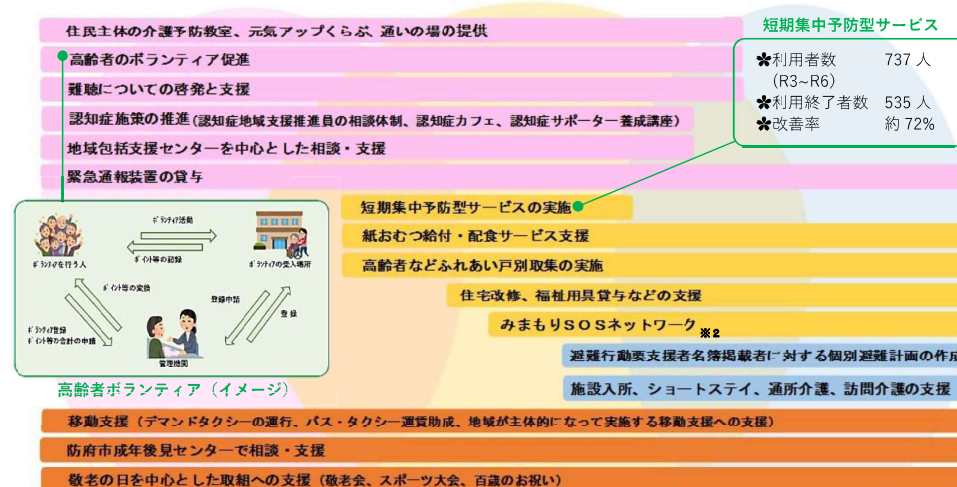 住民主体の介護予防教室、元気アップくらぶ、通いの場の提供
高齢者のボランティア促進
難聴についての啓発と支援
認知症施策の推進(認知症地域支援推進員の相談体制、認知症カフェ、認知症サポーター養成講座)
地域包括支援センターを中心とした相談・支援
緊急通報装置の貸与
短期集中予防型サービス
✽利用者数 737 人
(R3~R6)
✽利用終了者数 535 人
✽改善率 約 72%
短期集中予防型サービスの実施
紙おむつ給付・配食サービス支援
高齢者などふれあい戸別取集の実施
住宅改修、福祉用具貸与などの支援
みまもりSOSネットワーク ※2
避難行動要支援者名簿掲載者に対する個別避難計画の作成
施設入所、ショートステイ、通所介護、訪問介護の支援
ボランティア活動
ポイント等の記録
ボランティアを行う人
ボランティアの受入場所
ポイント等の交換
登録申請
登録
ボランティア登録
ポイント等の合計の申請
管理機関
高齢者ボランティア(イメージ)
移動支援(デマンドタクシーの運行、バス・タクシー運賃助成、地域が主体的になって実施する移動支援への支援)
防府市成年後見センターで相談・支援
敬老の日を中心とした取組への支援(敬老会、スポーツ大会、百歳のお祝い)